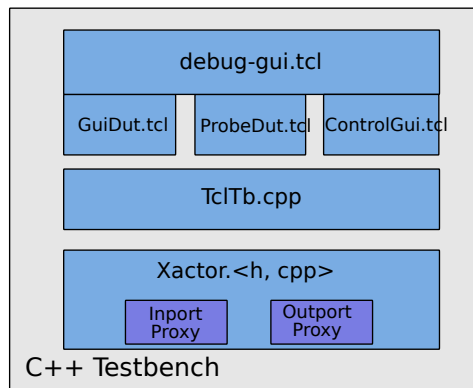 debug-gui.tcl
GuiDut.tcl
ProbeDut.tcl
ControlGui.tcl
TclTb.cpp
Xactor.<h, cpp>
Inport
Proxy
Outport
Proxy
C++ Testbench